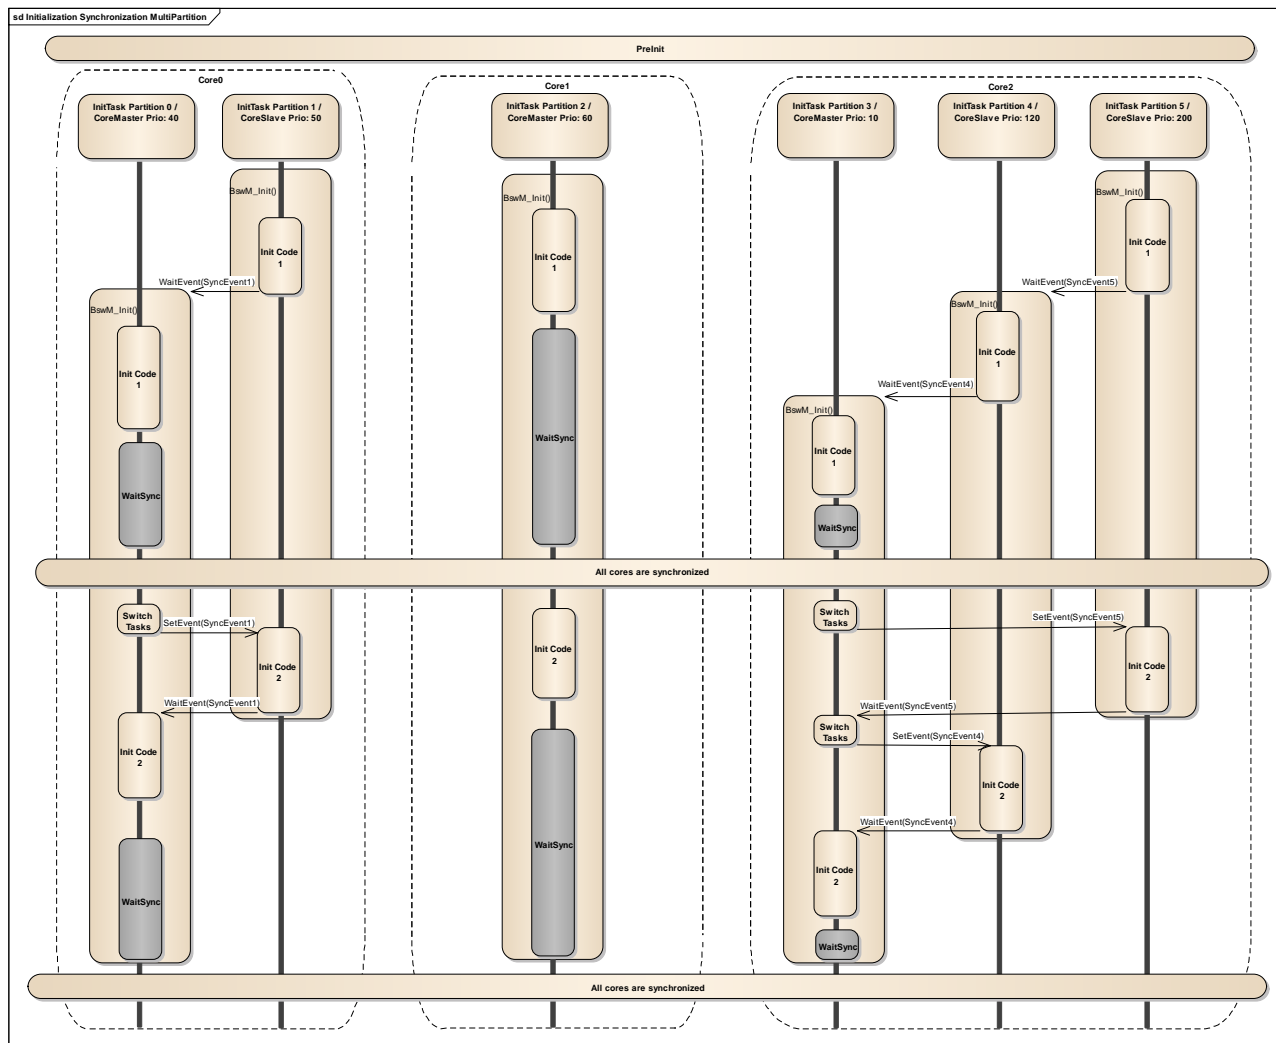 sd Initialization Synchronization MultiPartition
PreInit
Core0
Core1
Core2
InitTask Partition 0 /
CoreMaster Prio: 40
InitTask Partition 1 /
CoreSlave Prio: 50
InitTask Partition 2 /
CoreMaster Prio: 60
InitTask Partition 3 /
CoreMaster Prio: 10
InitTask Partition 4 /
CoreSlave Prio: 120
InitTask Partition 5 /
CoreSlave Prio: 200
BswM_Init()
Init Code
1
WaitEvent(SyncEvent1)
BswM_Init()
Init Code
1
WaitSync
BswM_Init()
Init Code
1
WaitSync
Init Code
1
WaitEvent(SyncEvent5)
BswM_Init()
Init Code
1
WaitEvent(SyncEvent4)
BswM_Init()
Init Code
1
WaitSync
All cores are synchronized
Switch
Tasks
SetEvent(SyncEvent1)
Init Code
2
WaitEvent(SyncEvent1)
Init Code
2
WaitSync
Init Code
2
WaitSync
Switch
Tasks
SetEvent(SyncEvent5)
Init Code
2
WaitEvent(SyncEvent5)
Switch
Tasks
SetEvent(SyncEvent4)
Init Code
2
WaitEvent(SyncEvent4)
Init Code
2
WaitSync
All cores are synchronized